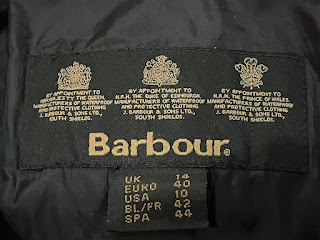 BY APPOINTMENT TO
HER MAJESTY THE QUEEN.
MANUFACTURERS OF WATERPROOF
AND PROTECTIVE CLOTHING
J. BARBOUR & SONS LTD.,
SOUTH SHIELDS.
BY APPOINTMENT TO
H.R.H. THE DUKE OF EDINBURGH.
MANUFACTURERS OF WATERPROOF
AND PROTECTIVE CLOTHING
J. BARBOUR & SONS LTD.,
SOUTH SHIELDS.
BY APPOINTMENT TO
H.R.H. THE PRINCE OF WALES.
MANUFACTURERS OF WATERPROOF
AND PROTECTIVE CLOTHING
J. BARBOUR & SONS LTD.,
SOUTH SHIELDS.
Barbour®
UK 14
EURO 40
USA 10
BL/FR 42
SPA 44